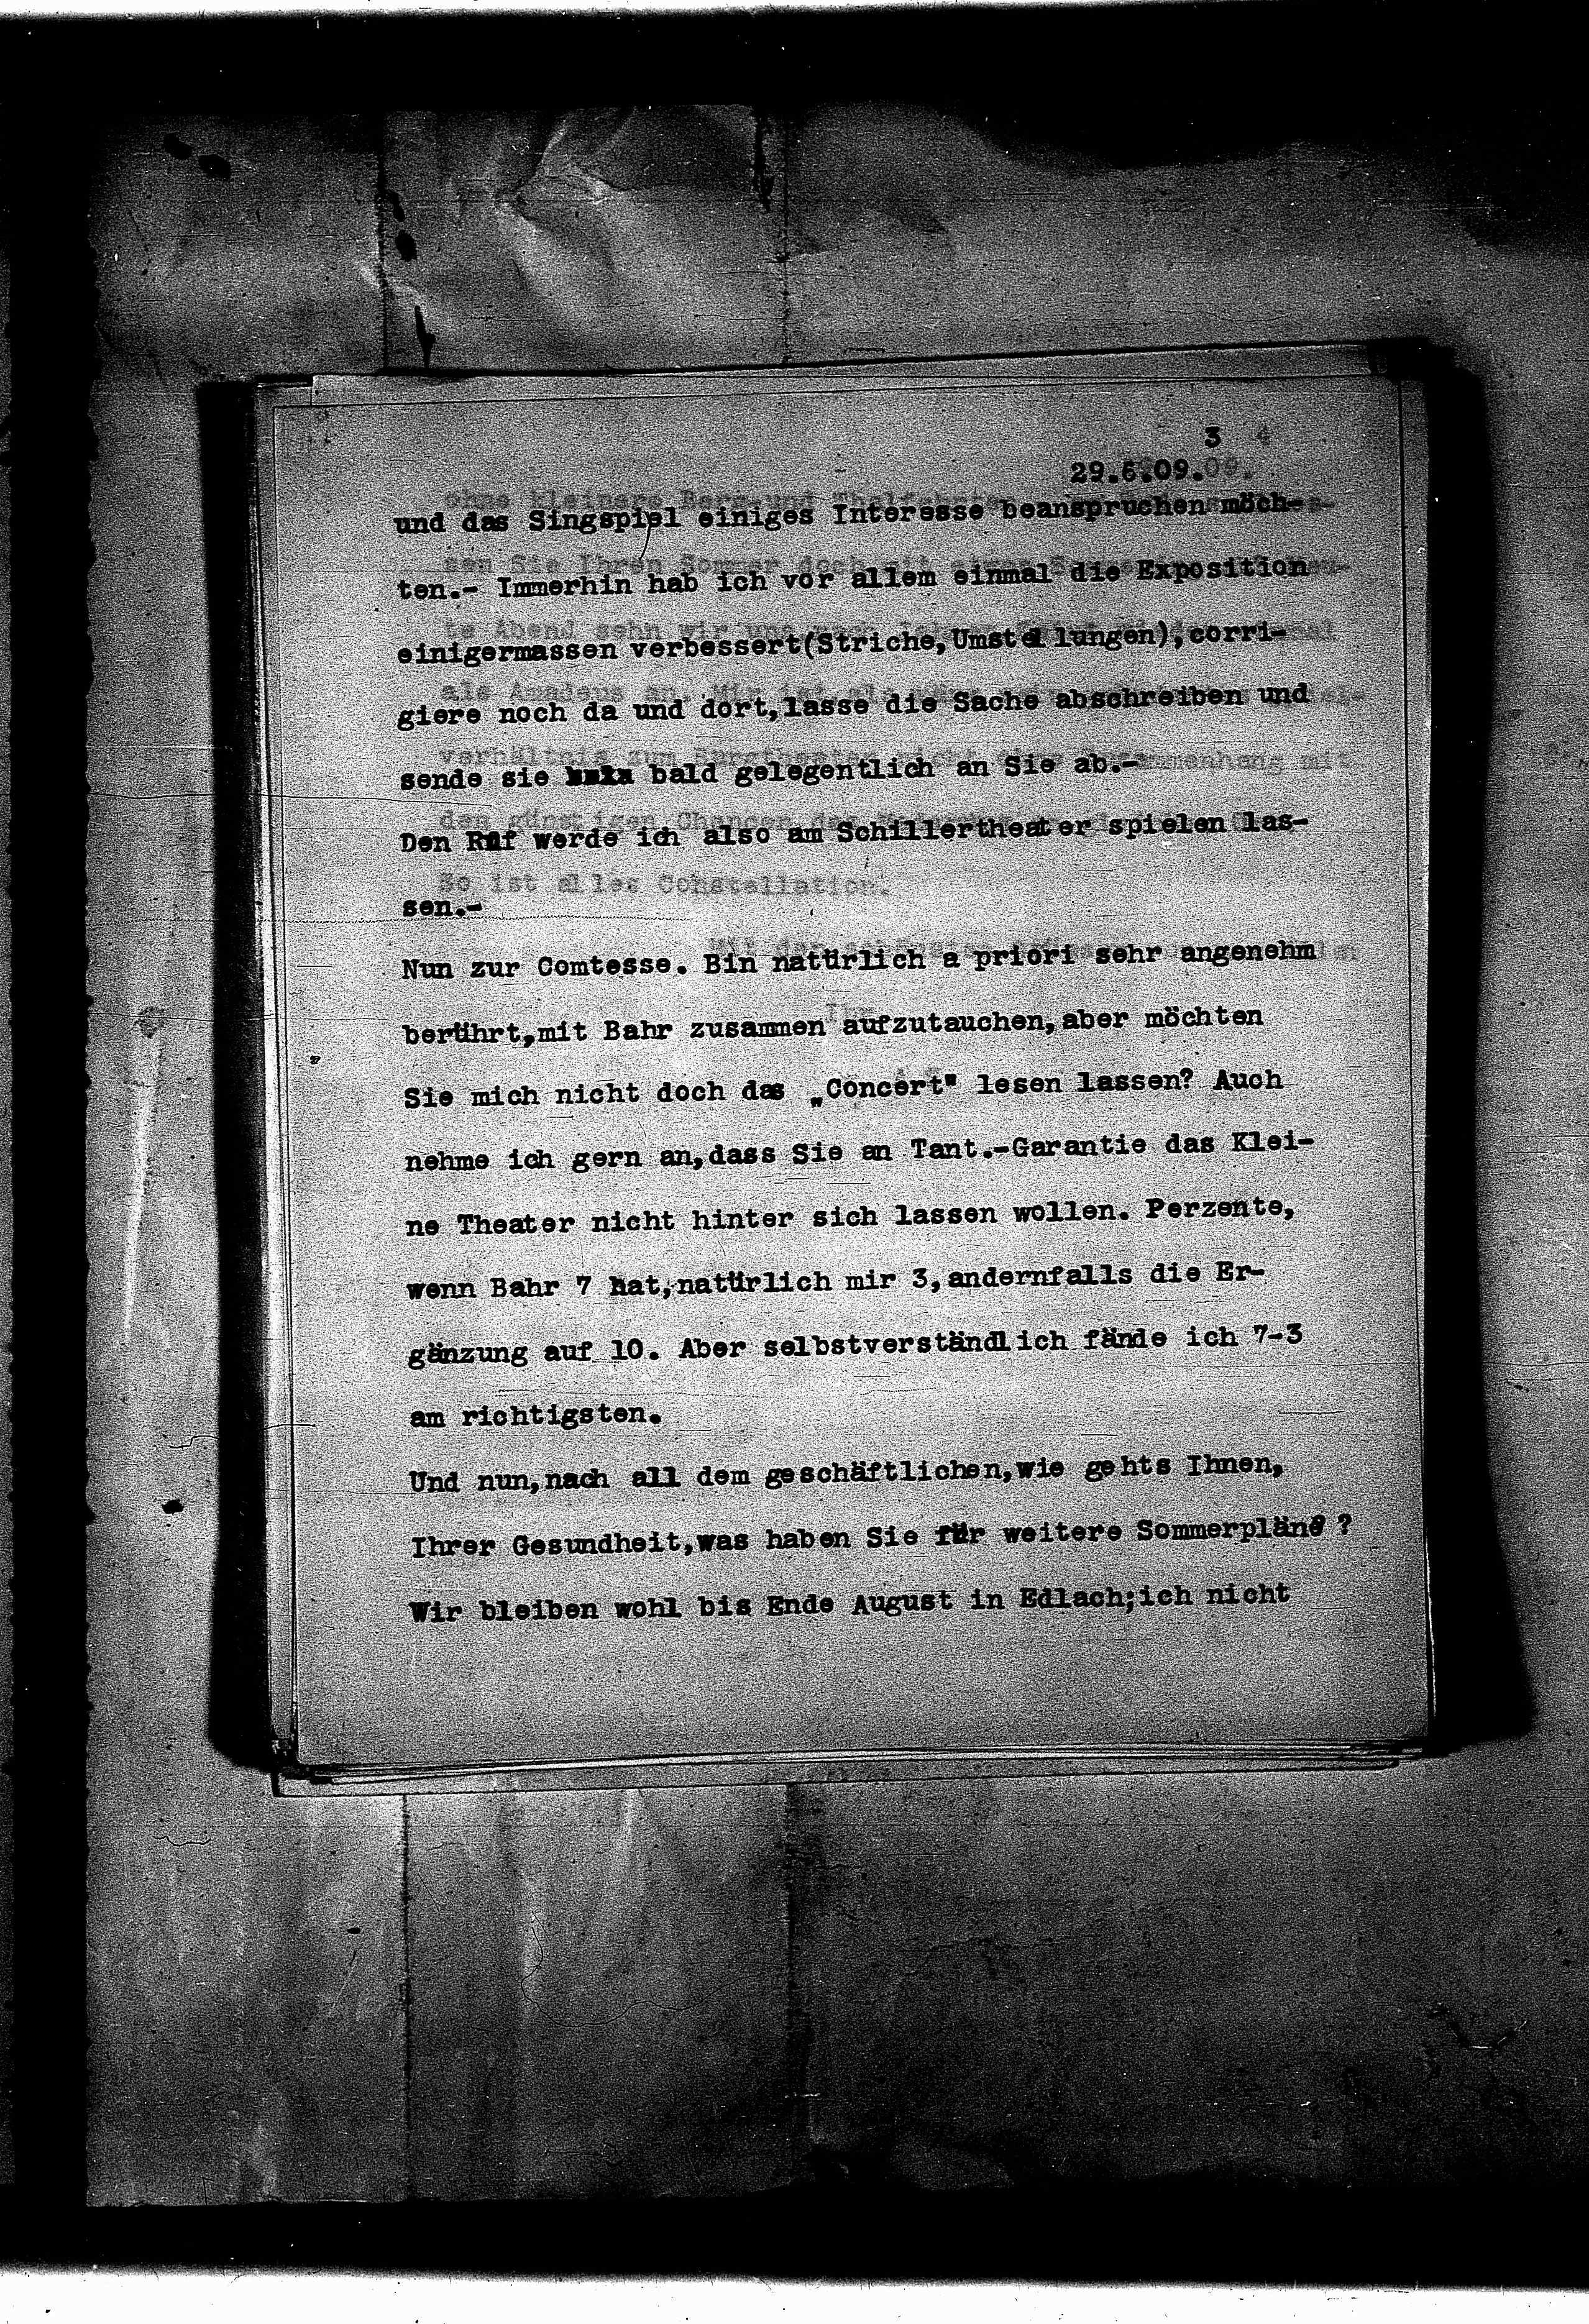 3
29.6.09.
und das Singspiel einiges Interesse beanspruchen möch-
ten.- Immerhin hab ich vor allem einmal die Exposition
einigermassen verbessert(Striche,Umstellungen),corri-
giere noch da und dort,lasse die Sache abschreiben und
sende sie bald gelegentlich an Sie ab.-
Den Ruf werde ich also am Schillertheater spielen las-
sen.-
Nun zur Comtesse. Bin natürlich a priori sehr angenehm
berührt,mit Bahr zusammen aufzutauchen,aber möchten
Sie mich nicht doch das „Concert" lesen lassen? Auch
nehme ich gern an,dass Sie an Tant.-Garantie das Klei-
ne Theater nicht hinter sich lassen wollen. Perzente,
wenn Bahr 7 hat,natürlich mir 3,andernfalls die Er-
gänzung auf 10. Aber selbstverständlich fände ich 7-3
am richtigsten.
Und nun,nach all dem geschäftlichen,wie gehts Ihnen,
Ihrer Gesundheit,was haben Sie für weitere Sommerpläne?
Wir bleiben wohl bis Ende August in Edlach;ich nicht